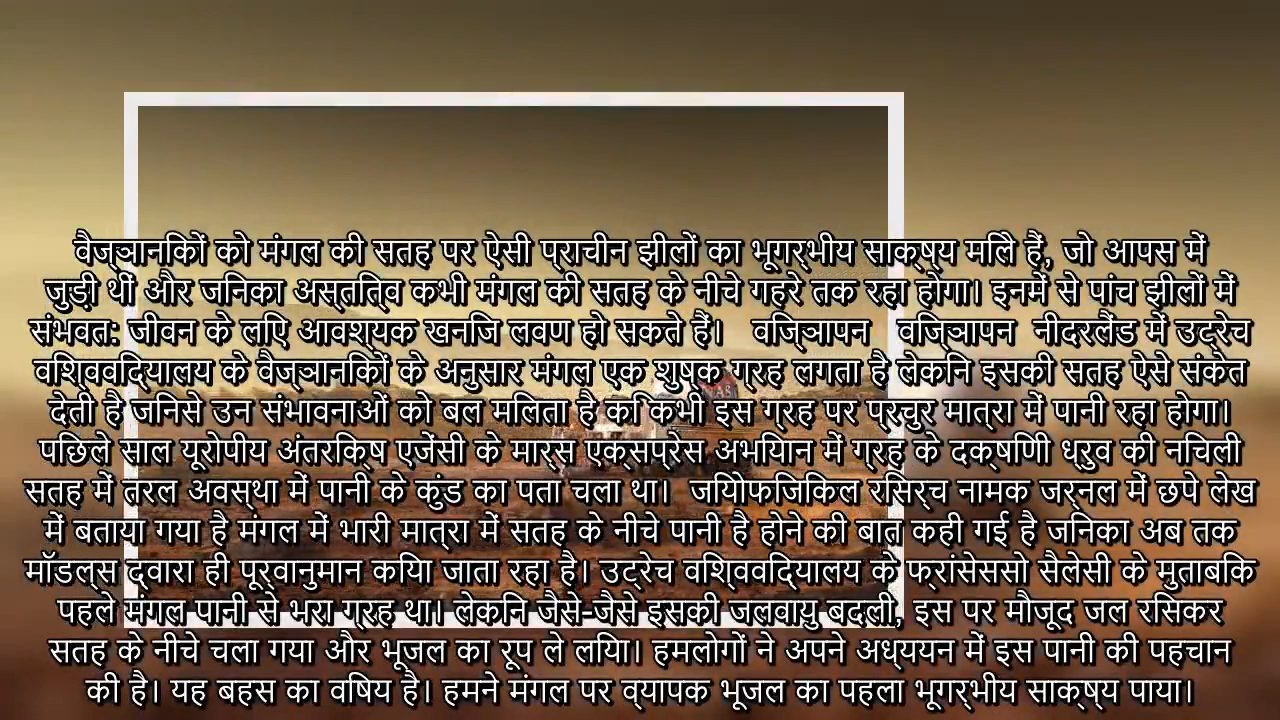 वैज्ञानिकों को मंगल की सतह पर ऐसी प्राचीन झीलों का भूगर्भीय साक्ष्य मिले हैं, जो आपस में
जुड़ी थीं और जिनका अस्तित्व कभी मंगल की सतह के नीचे गहरे तक रहा होगा। इनमें से पांच झीलों में
संभवत: जीवन के लिए आवश्यक खनिज लवण हो सकते हैं। विज्ञापन विज्ञापन नीदरलैंड में उट्रेच
विश्वविद्यालय के वैज्ञानिकों के अनुसार मंगल एक शुष्क ग्रह लगता है लेकिन इसकी सतह ऐसे संकेत
देती है जिनसे उन संभावनाओं को बल मिलता है कि कभी इस ग्रह पर प्रचुर मात्रा में पानी रहा होगा।
पिछले साल यूरोपीय अंतरिक्ष एजेंसी के मार्स एक्सप्रेस अभियान में ग्रह के दक्षिणी ध्रुव की निचली
सतह में तरल अवस्था में पानी के कुंड का पता चला था। जियोफिजिकिल रिसर्च नामक जर्नल में छपे लेख
में बताया गया है मंगल में भारी मात्रा में सतह के नीचे पानी है होने की बात कही गई है जिनका अब तक
मॉडल्स द्वारा ही पूर्वानुमान किया जाता रहा है। उट्रेच विश्वविद्यालय के फ्रांसेससो सैलेसी के मुताबिक
पहले मंगल पानी से भरा ग्रह था। लेकिन जैसे-जैसे इसकी जलवायु बदली, इस पर मौजूद जल रिसकर
सतह के नीचे चला गया और भूजल का रूप ले लिया। हमलोगों ने अपने अध्ययन में इस पानी की पहचान
की है। यह बहस का विषय है। हमने मंगल पर व्यापक भूजल का पहला भूगर्भीय साक्ष्य पाया।